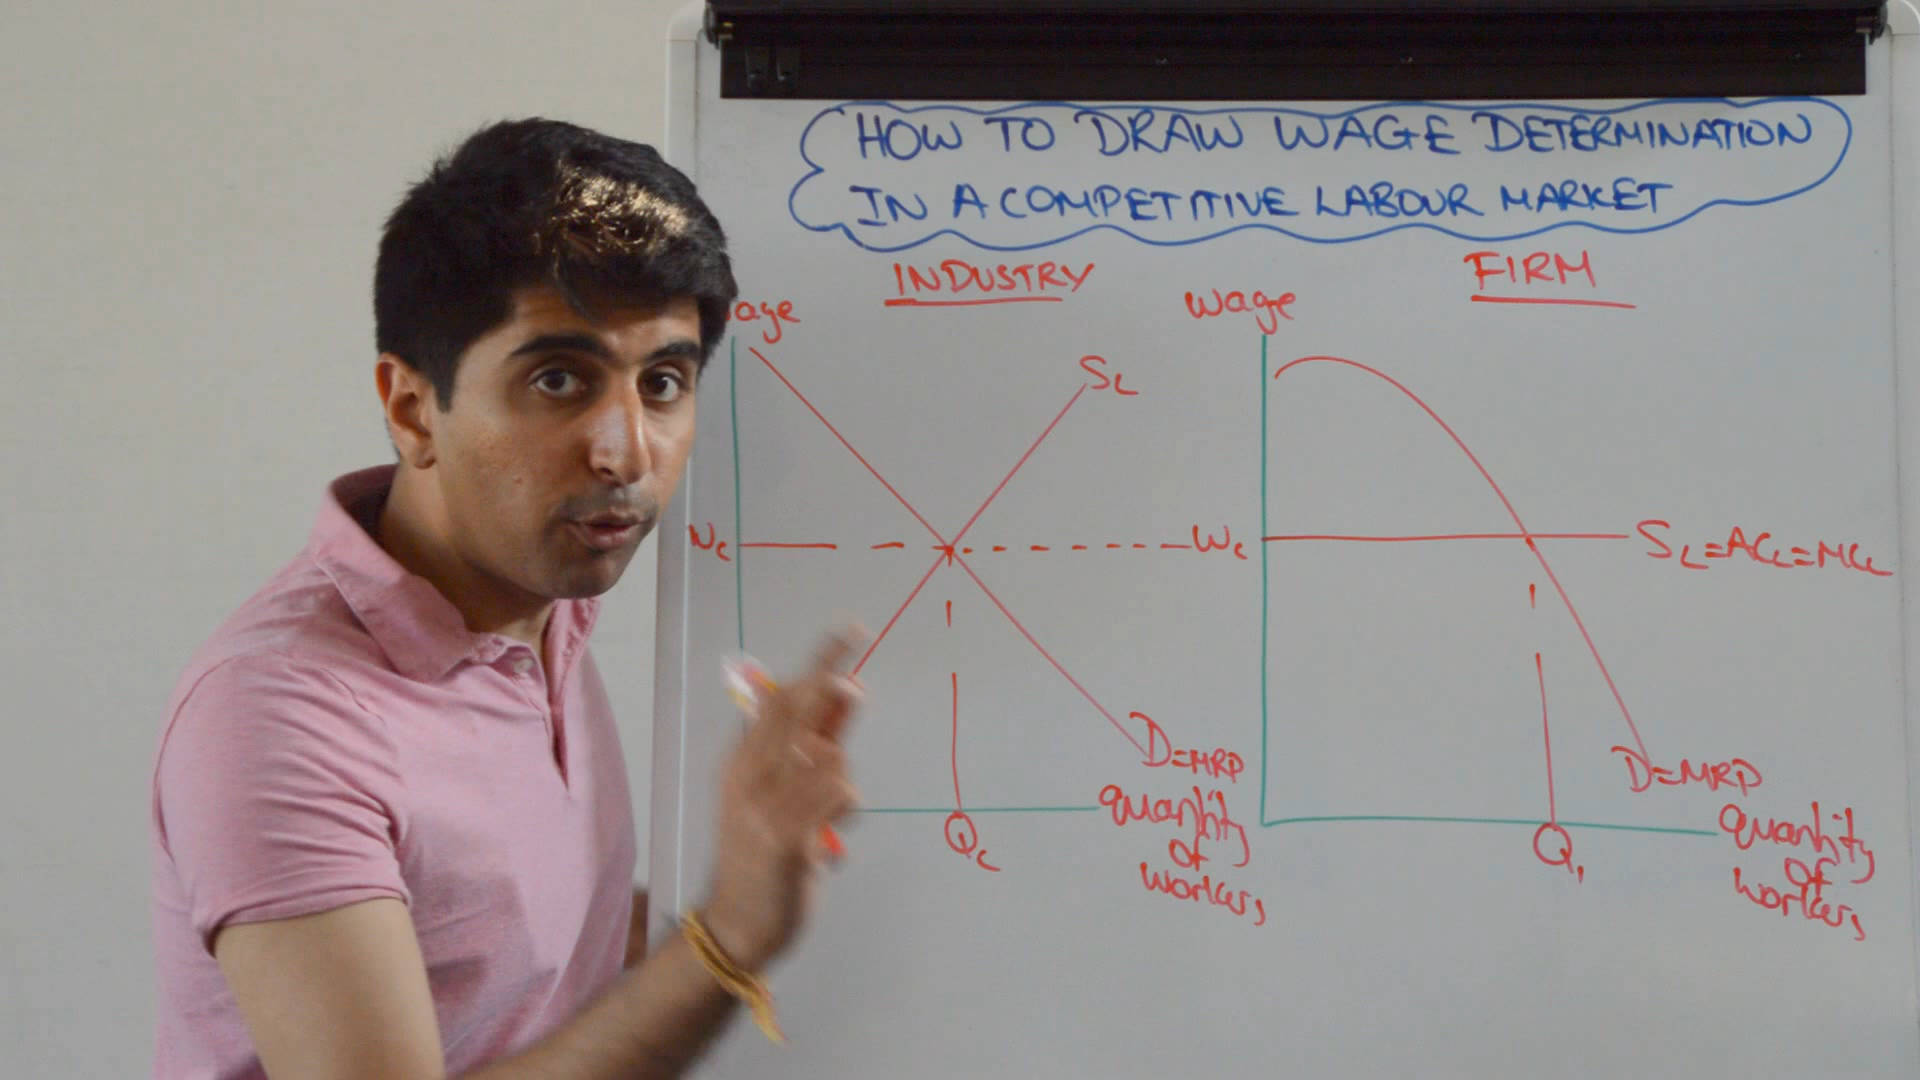 HOW TO DRAW WAGE DETERMINATION
IN A COMPETITIVE LABOUR MARKET
INDUSTRY
age
SL
Wc
D=MRP
Qc
quantity
of
workers
FIRM
wage
Wc
SL=ACL=MCL
D=MRP
Q1
quantity
of
workers